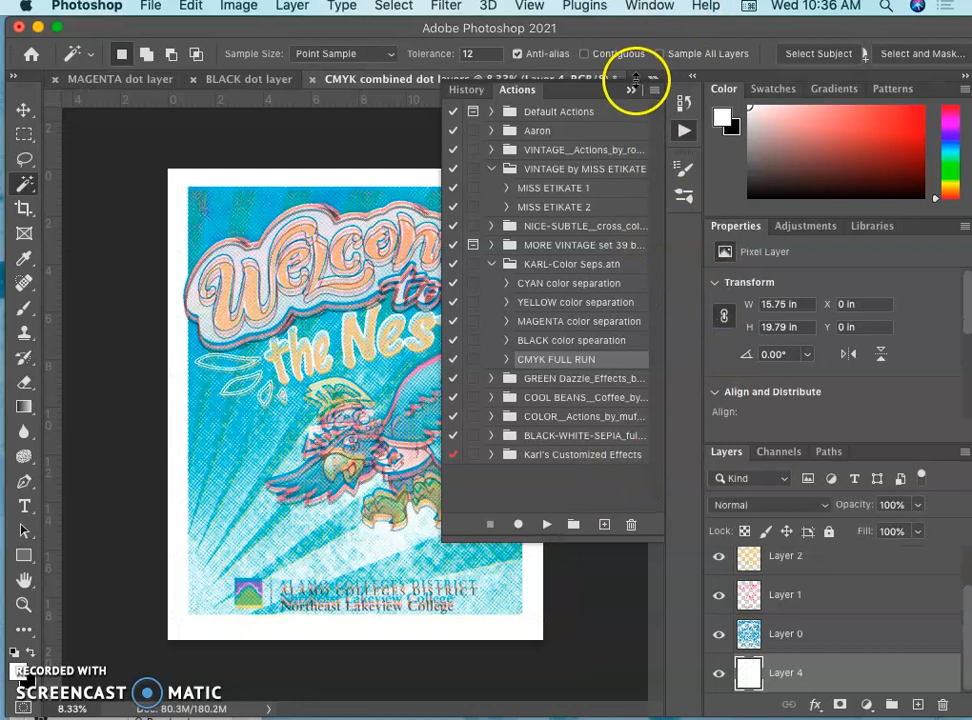 Photoshop File Edit Image Layer Type Select Filter 3D View Plugins Window Help Wed 10:36 AM
Adobe Photoshop 2021
Sample Size: Point Sample Tolerance: 12 Anti-alias Contiguous Sample All Layers Select Subject Select and Mask...
MAGENTA dot layer BLACK dot layer CMYK combined dot layers @ 8.33% (Layer 4, RGB/8) *
History Actions
Default Actions
Aaron
VINTAGE__Actions_by_ro...
VINTAGE by MISS ETIKATE
MISS ETIKATE 1
MISS ETIKATE 2
NICE-SUBTLE__cross_col...
MORE VINTAGE set 39 b...
KARL-Color Seps.atn
CYAN color separation
YELLOW color separation
MAGENTA color separation
BLACK color spearation
CMYK FULL RUN
GREEN Dazzle_Effects_b...
COOL BEANS__Coffee_by...
COLOR__Actions_by_muf...
BLACK-WHITE-SEPIA_ful...
Karl's Customized Effects
Welcome
to
the Nes
ALAMO COLLEGES DISTRICT
Northeast Lakeview College
Color Swatches Gradients Patterns
Properties Adjustments Libraries
Pixel Layer
Transform
W 15.75 in X 0 in
H 19.79 in Y 0 in
0.00°
Align and Distribute
Align:
Layers Channels Paths
Kind
Normal Opacity: 100%
Lock: Fill: 100%
Layer 2
Layer 1
Layer 0
Layer 4
RECORDED WITH
SCREENCAST MATIC
8.33% Doc: 80.3M/180.2M